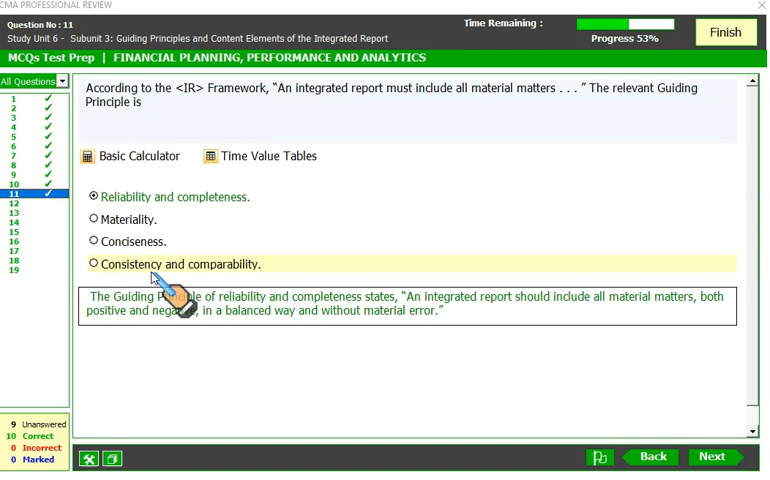 CMA PROFESSIONAL REVIEW
Question No : 11
Study Unit 6 - Subunit 3: Guiding Principles and Content Elements of the Integrated Report
Time Remaining :
Progress 53%
Finish
MCQs Test Prep | FINANCIAL PLANNING, PERFORMANCE AND ANALYTICS
All Questions
1
2
3
4
5
6
7
8
9
10
11
12
13
14
15
16
17
18
19
According to the <IR> Framework, “An integrated report must include all material matters . . . ” The relevant Guiding
Principle is
Basic Calculator
Time Value Tables
Reliability and completeness.
Materiality.
Conciseness.
Consistency and comparability.
The Guiding of reliability and completeness states, “An integrated report should include all material matters, both
positive and in a balanced way and without material error.”
9 Unanswered
10 Correct
0 Incorrect
0 Marked
Back
Next